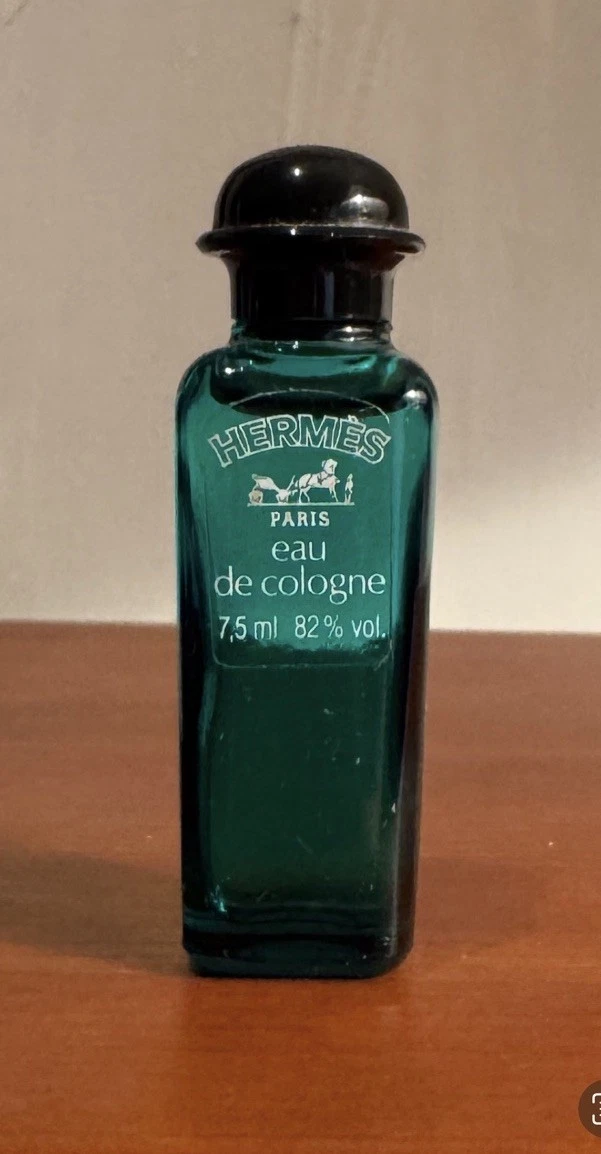 HERMÈS
PARIS
eau
de cologne
7,5 ml 82% vol.